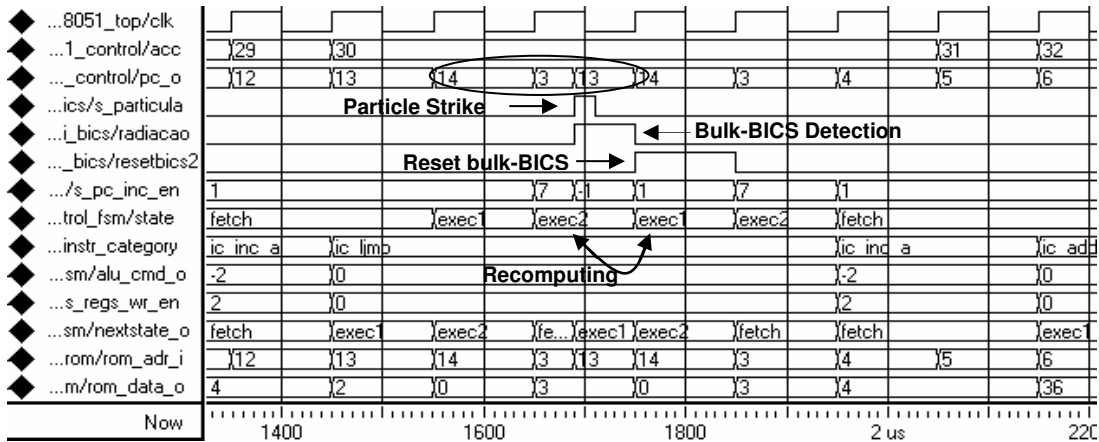 ...8051_top/clk
...1_control/acc 29 30 31 32
..._control/pc_o 12 13 14 3 13 14 3 4 5 6
...ics/s_particula Particle Strike
...i_bics/radiacao Bulk-BICS Detection
..._bics/resetbics2 Reset bulk-BICS
.../s_pc_inc_en 1 7 -1 1 7 1
...trol_fsm/state fetch exec1 exec2 exec1 exec2 fetch
...instr_category ic_inc_a ic_ljmp ic_inc_a ic_add
...sm/alu_cmd_o -2 0 Recomputing -2 0
...s_regs_wr_en 2 0 2 0
...sm/nextstate_o fetch exec1 exec2 fe... exec1 exec2 fetch fetch exec1
...rom/rom_adr_i 12 13 14 3 13 14 3 4 5 6
...m/rom_data_o 4 2 0 3 0 3 4 36
Now 1400 1600 1800 2 us 220